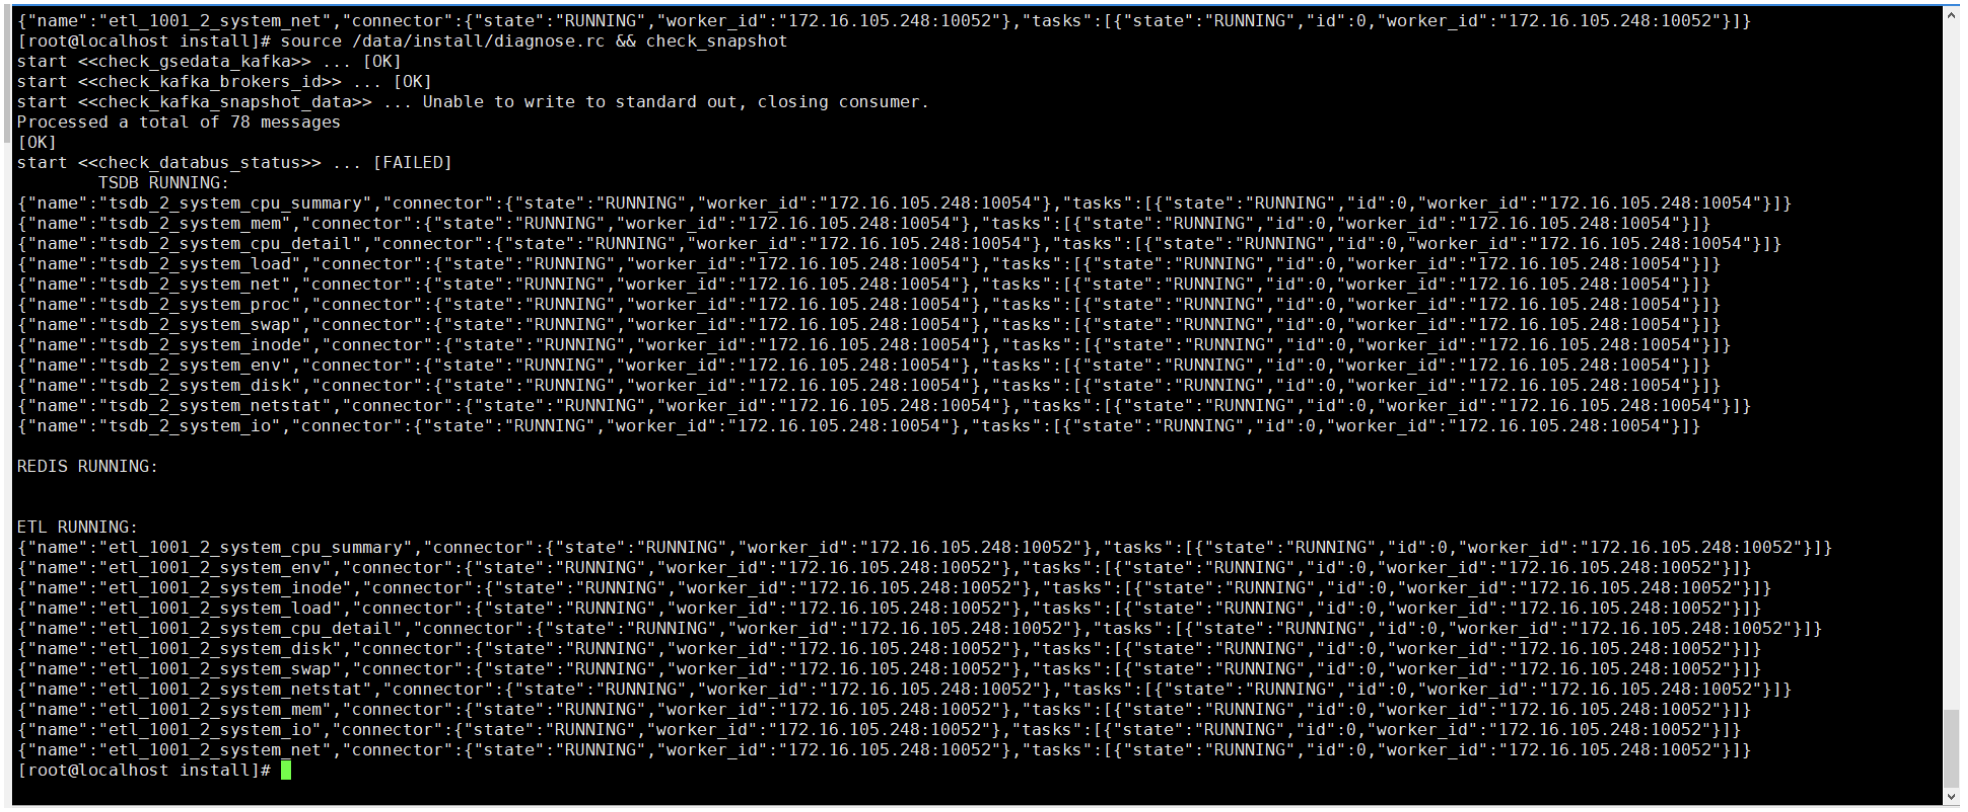 {"name":"etl_1001_2_system_net","connector":{"state":"RUNNING","worker_id":"172.16.105.248:10052"},"tasks":[{"state":"RUNNING","id":0,"worker_id":"172.16.105.248:10052"}]}
[root@localhost install]# source /data/install/diagnose.rc && check_snapshot
start <<check_gsedata_kafka>> ... [OK]
start <<check_kafka_brokers_id>> ... [OK]
start <<check_kafka_snapshot_data>> ... Unable to write to standard out, closing consumer.
Processed a total of 78 messages
[OK]
start <<check_databus_status>> ... [FAILED]
TSDB RUNNING:
{"name":"tsdb_2_system_cpu_summary","connector":{"state":"RUNNING","worker_id":"172.16.105.248:10054"},"tasks":[{"state":"RUNNING","id":0,"worker_id":"172.16.105.248:10054"}]}
{"name":"tsdb_2_system_mem","connector":{"state":"RUNNING","worker_id":"172.16.105.248:10054"},"tasks":[{"state":"RUNNING","id":0,"worker_id":"172.16.105.248:10054"}]}
{"name":"tsdb_2_system_cpu_detail","connector":{"state":"RUNNING","worker_id":"172.16.105.248:10054"},"tasks":[{"state":"RUNNING","id":0,"worker_id":"172.16.105.248:10054"}]}
{"name":"tsdb_2_system_load","connector":{"state":"RUNNING","worker_id":"172.16.105.248:10054"},"tasks":[{"state":"RUNNING","id":0,"worker_id":"172.16.105.248:10054"}]}
{"name":"tsdb_2_system_net","connector":{"state":"RUNNING","worker_id":"172.16.105.248:10054"},"tasks":[{"state":"RUNNING","id":0,"worker_id":"172.16.105.248:10054"}]}
{"name":"tsdb_2_system_proc","connector":{"state":"RUNNING","worker_id":"172.16.105.248:10054"},"tasks":[{"state":"RUNNING","id":0,"worker_id":"172.16.105.248:10054"}]}
{"name":"tsdb_2_system_swap","connector":{"state":"RUNNING","worker_id":"172.16.105.248:10054"},"tasks":[{"state":"RUNNING","id":0,"worker_id":"172.16.105.248:10054"}]}
{"name":"tsdb_2_system_inode","connector":{"state":"RUNNING","worker_id":"172.16.105.248:10054"},"tasks":[{"state":"RUNNING","id":0,"worker_id":"172.16.105.248:10054"}]}
{"name":"tsdb_2_system_env","connector":{"state":"RUNNING","worker_id":"172.16.105.248:10054"},"tasks":[{"state":"RUNNING","id":0,"worker_id":"172.16.105.248:10054"}]}
{"name":"tsdb_2_system_disk","connector":{"state":"RUNNING","worker_id":"172.16.105.248:10054"},"tasks":[{"state":"RUNNING","id":0,"worker_id":"172.16.105.248:10054"}]}
{"name":"tsdb_2_system_netstat","connector":{"state":"RUNNING","worker_id":"172.16.105.248:10054"},"tasks":[{"state":"RUNNING","id":0,"worker_id":"172.16.105.248:10054"}]}
{"name":"tsdb_2_system_io","connector":{"state":"RUNNING","worker_id":"172.16.105.248:10054"},"tasks":[{"state":"RUNNING","id":0,"worker_id":"172.16.105.248:10054"}]}
REDIS RUNNING:
ETL RUNNING:
{"name":"etl_1001_2_system_cpu_summary","connector":{"state":"RUNNING","worker_id":"172.16.105.248:10052"},"tasks":[{"state":"RUNNING","id":0,"worker_id":"172.16.105.248:10052"}]}
{"name":"etl_1001_2_system_env","connector":{"state":"RUNNING","worker_id":"172.16.105.248:10052"},"tasks":[{"state":"RUNNING","id":0,"worker_id":"172.16.105.248:10052"}]}
{"name":"etl_1001_2_system_inode","connector":{"state":"RUNNING","worker_id":"172.16.105.248:10052"},"tasks":[{"state":"RUNNING","id":0,"worker_id":"172.16.105.248:10052"}]}
{"name":"etl_1001_2_system_load","connector":{"state":"RUNNING","worker_id":"172.16.105.248:10052"},"tasks":[{"state":"RUNNING","id":0,"worker_id":"172.16.105.248:10052"}]}
{"name":"etl_1001_2_system_cpu_detail","connector":{"state":"RUNNING","worker_id":"172.16.105.248:10052"},"tasks":[{"state":"RUNNING","id":0,"worker_id":"172.16.105.248:10052"}]}
{"name":"etl_1001_2_system_disk","connector":{"state":"RUNNING","worker_id":"172.16.105.248:10052"},"tasks":[{"state":"RUNNING","id":0,"worker_id":"172.16.105.248:10052"}]}
{"name":"etl_1001_2_system_swap","connector":{"state":"RUNNING","worker_id":"172.16.105.248:10052"},"tasks":[{"state":"RUNNING","id":0,"worker_id":"172.16.105.248:10052"}]}
{"name":"etl_1001_2_system_netstat","connector":{"state":"RUNNING","worker_id":"172.16.105.248:10052"},"tasks":[{"state":"RUNNING","id":0,"worker_id":"172.16.105.248:10052"}]}
{"name":"etl_1001_2_system_mem","connector":{"state":"RUNNING","worker_id":"172.16.105.248:10052"},"tasks":[{"state":"RUNNING","id":0,"worker_id":"172.16.105.248:10052"}]}
{"name":"etl_1001_2_system_io","connector":{"state":"RUNNING","worker_id":"172.16.105.248:10052"},"tasks":[{"state":"RUNNING","id":0,"worker_id":"172.16.105.248:10052"}]}
{"name":"etl_1001_2_system_net","connector":{"state":"RUNNING","worker_id":"172.16.105.248:10052"},"tasks":[{"state":"RUNNING","id":0,"worker_id":"172.16.105.248:10052"}]}
[root@localhost install]#